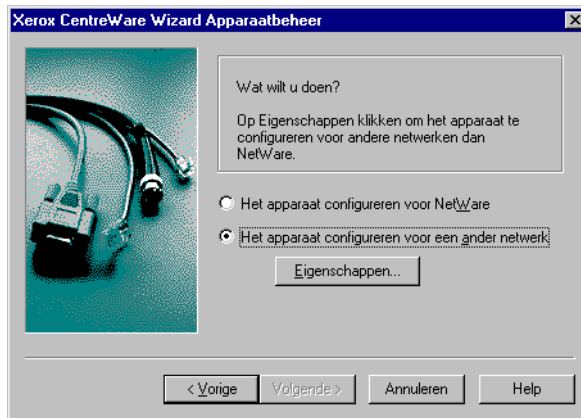 Xerox CentreWare Wizard Apparaatbeheer
Wat wilt u doen?
Op Eigenschappen klikken om het apparaat te
configureren voor andere netwerken dan
NetWare.
Het apparaat configureren voor NetWare
Het apparaat configureren voor een ander netwerk
Eigenschappen...
< Vorige
Volgende >
Annuleren
Help